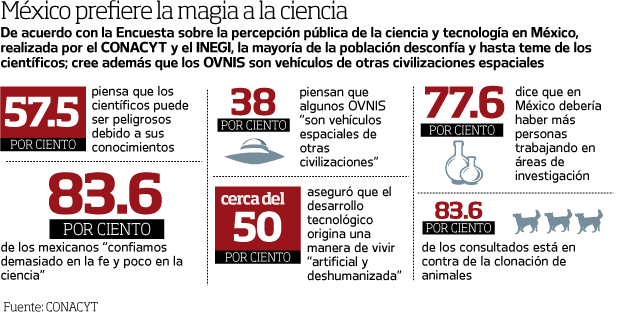 México prefiere la magia a la ciencia
De acuerdo con la Encuesta sobre la percepción pública de la ciencia y tecnología en México,
realizada por el CONACYT y el INEGI, la mayoría de la población desconfía y hasta teme de los
científicos; cree además que los OVNIS son vehículos de otras civilizaciones espaciales
57.5
POR CIENTO
piensa que los
científicos puede
ser peligrosos
debido a sus
conocimientos
38
POR CIENTO
piensan que
algunos OVNIS
“son vehículos
espaciales de
otras
civilizaciones”
77.6
POR CIENTO
dice que en
México debería
haber más
personas
trabajando en
áreas de
investigación
83.6
POR CIENTO
de los mexicanos “confiamos
demasiado en la fe y poco en la
ciencia”
cerca del
50
POR CIENTO
aseguró que el
desarrollo
tecnológico
origina una
manera de vivir
“artificial y
deshumanizada”
83.6
POR CIENTO
de los consultados está en
contra de la clonación de
animales
Fuente: CONACYT